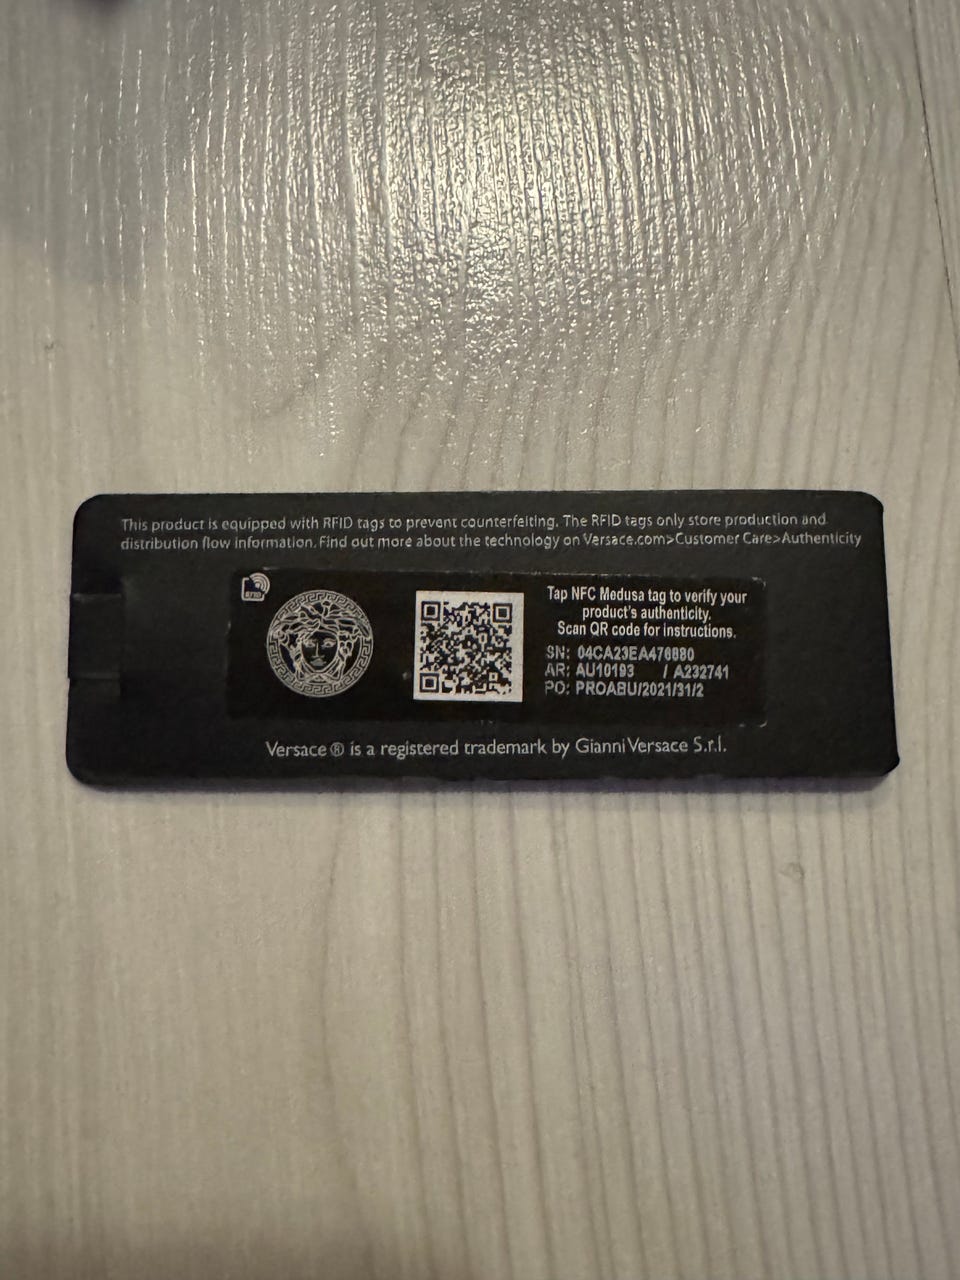 This product is equipped with RFID tags to prevent counterfeiting. The RFID tags only store production and
distribution flow information. Find out more about the technology on Versace.com>Customer Care>Authenticity
RFID
Tap NFC Medusa tag to verify your
product's authenticity.
Scan QR code for instructions.
SN: 04CA23EA476880
AR: AU10193 / A232741
PO: PROABU/2021/31/2
Versace ® is a registered trademark by Gianni Versace S.r.l.